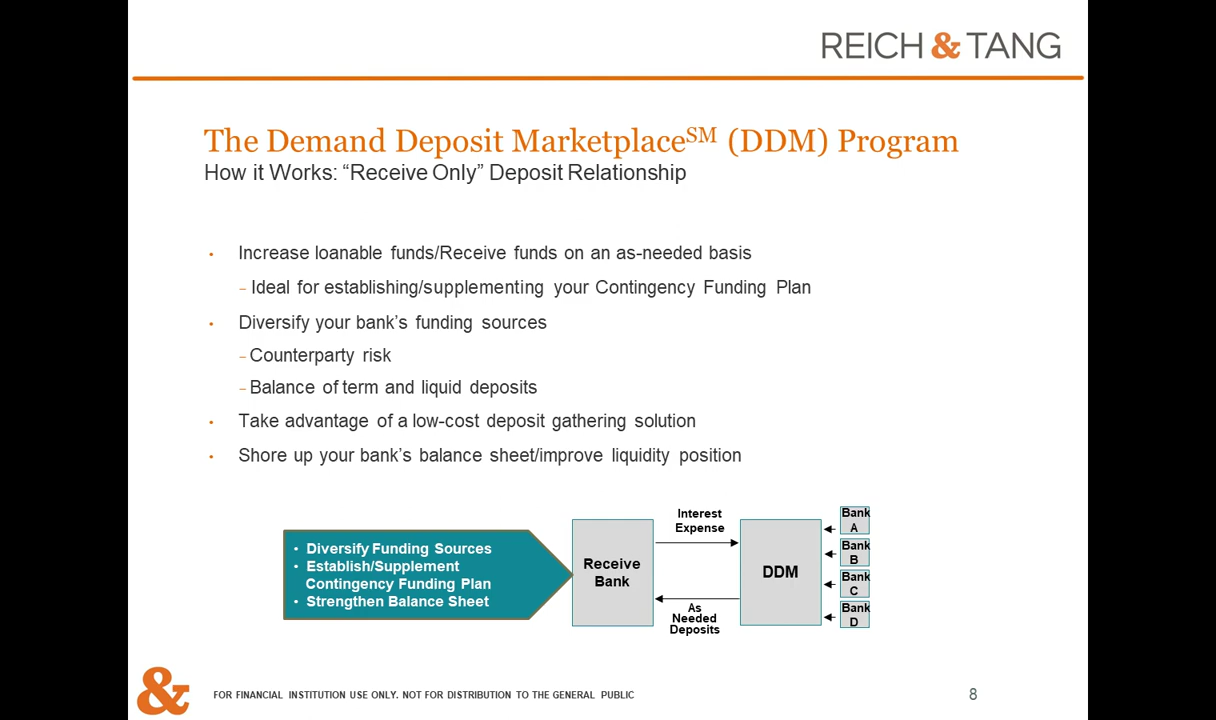 REICH & TANG
The Demand Deposit Marketplace℠ (DDM) Program
How it Works: “Receive Only” Deposit Relationship
• Increase loanable funds/Receive funds on an as-needed basis
– Ideal for establishing/supplementing your Contingency Funding Plan
• Diversify your bank’s funding sources
– Counterparty risk
– Balance of term and liquid deposits
• Take advantage of a low-cost deposit gathering solution
• Shore up your bank’s balance sheet/improve liquidity position
• Diversify Funding Sources
• Establish/Supplement
Contingency Funding Plan
• Strengthen Balance Sheet
Receive
Bank
Interest
Expense
As
Needed
Deposits
DDM
Bank
A
Bank
B
Bank
C
Bank
D
&
FOR FINANCIAL INSTITUTION USE ONLY. NOT FOR DISTRIBUTION TO THE GENERAL PUBLIC
8